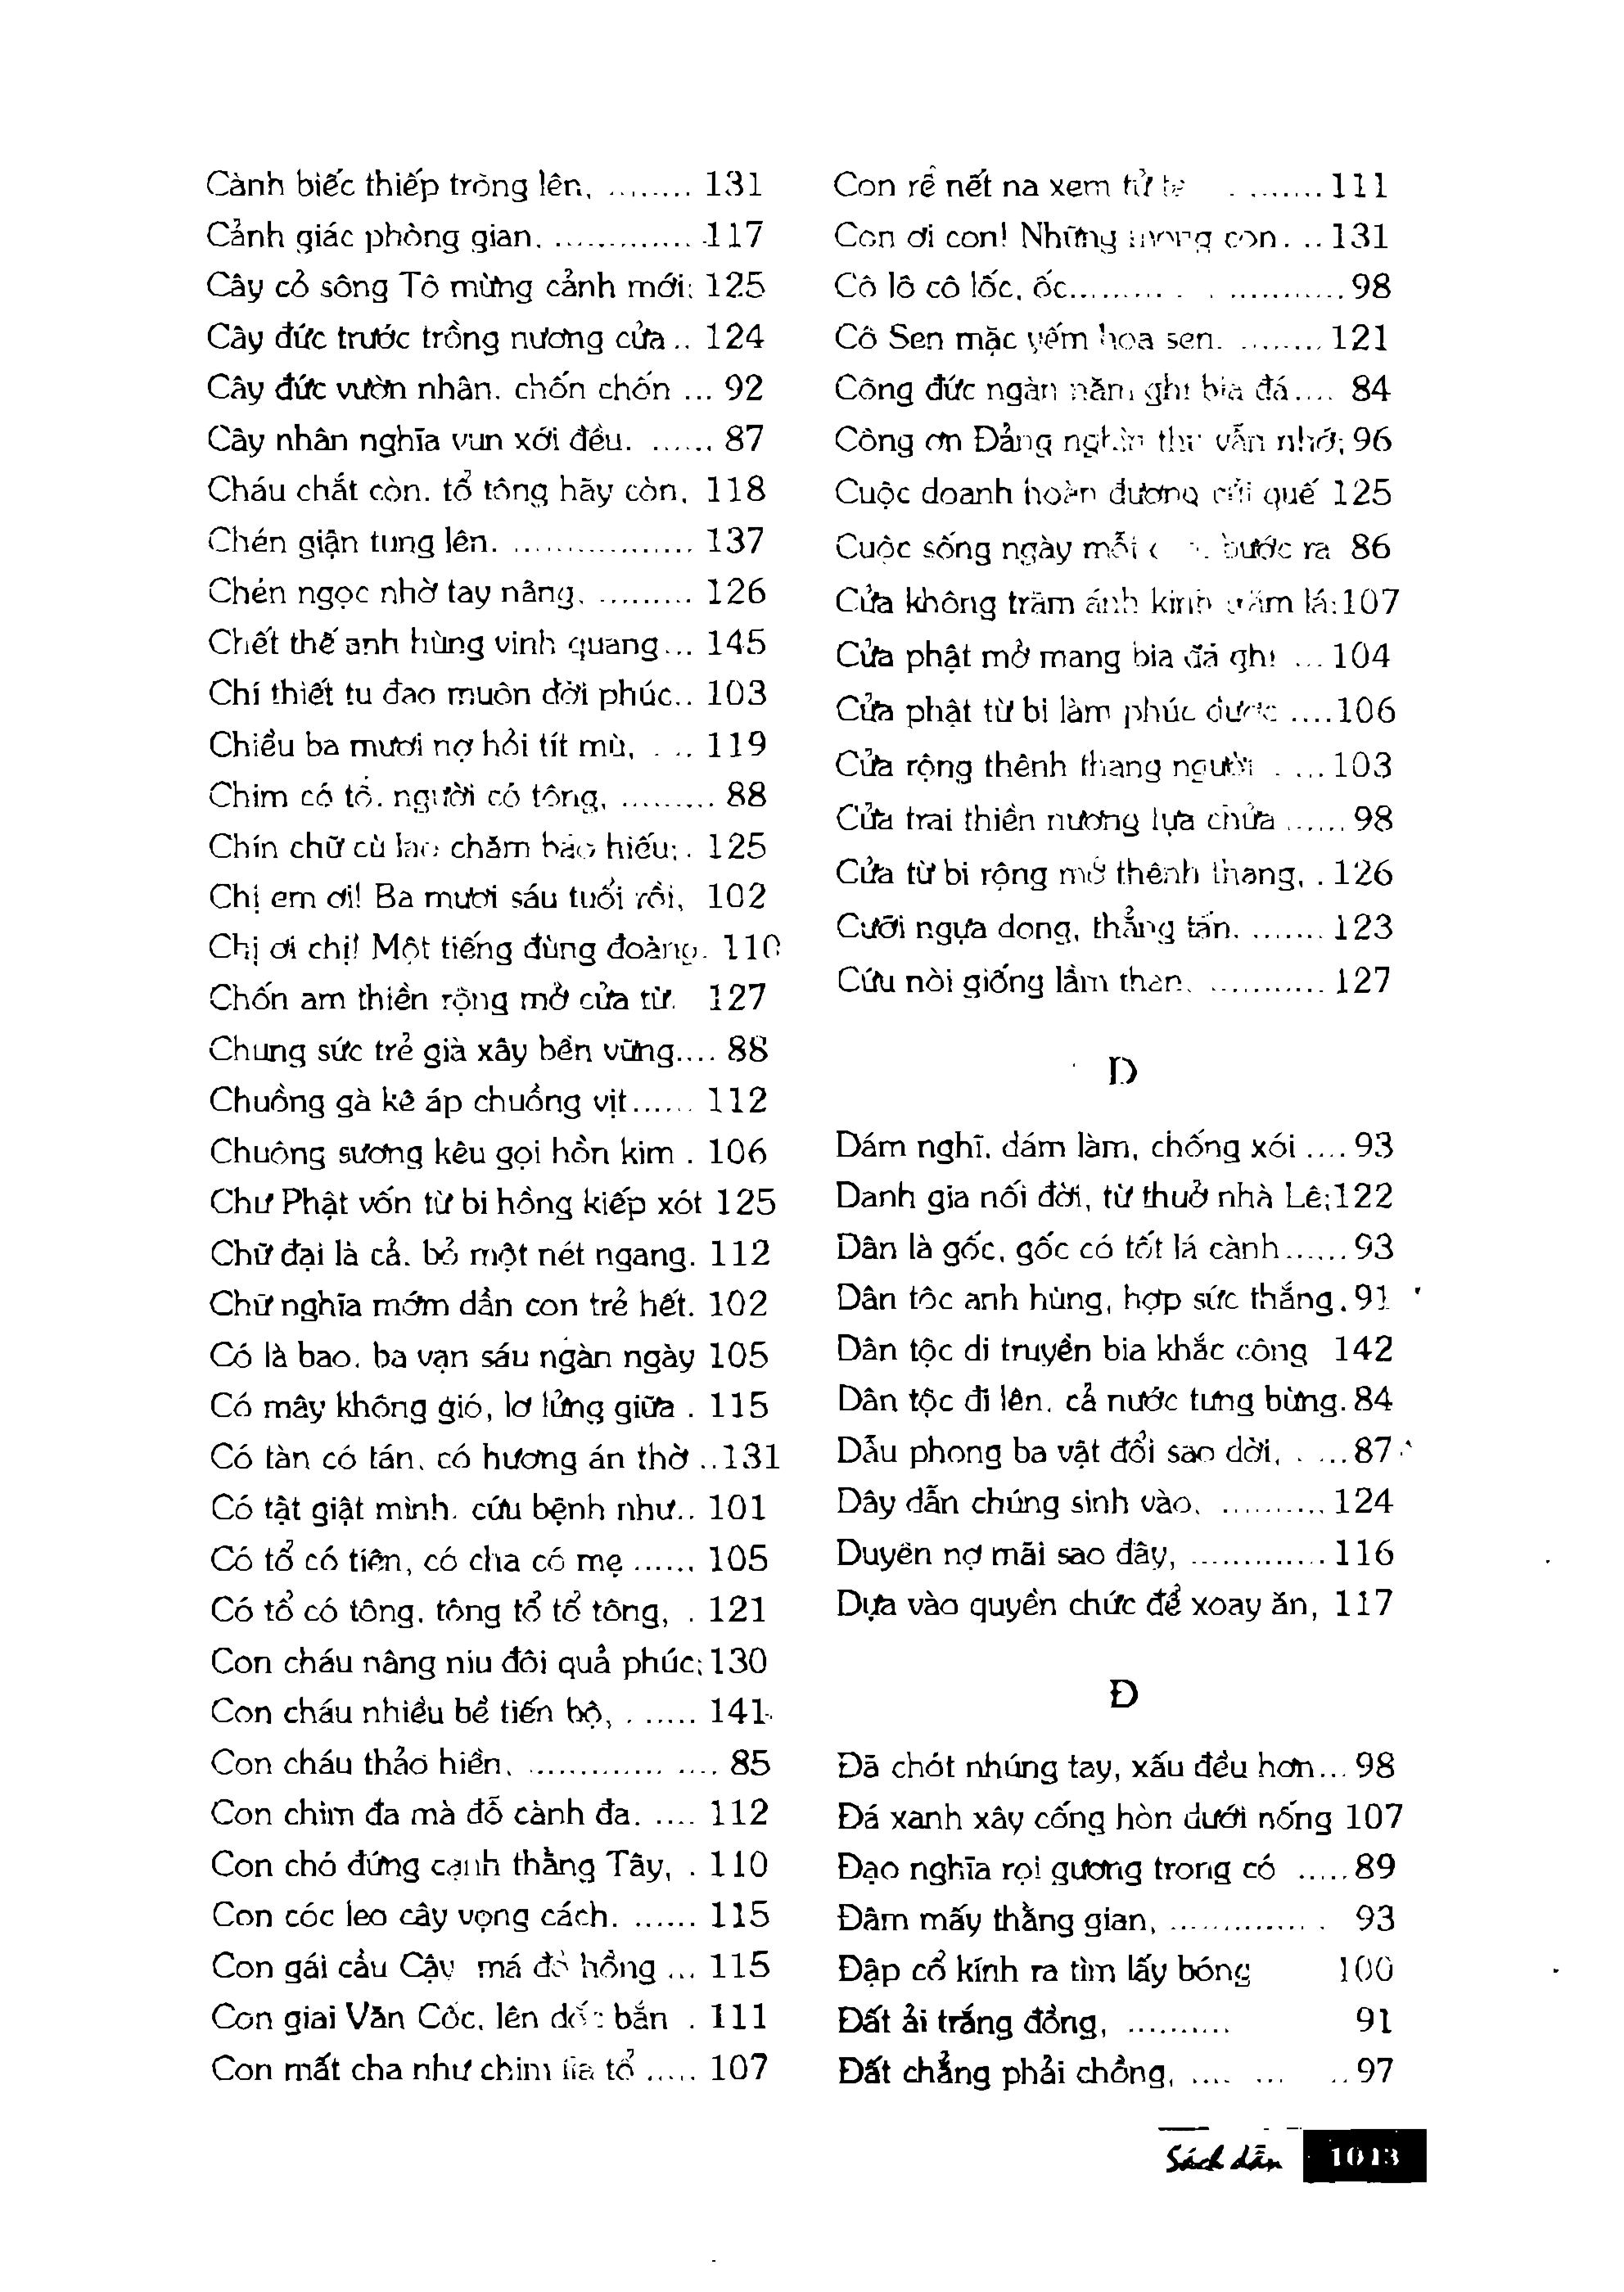 Cành biếc thiếp trông lên, ........ 131
Cảnh giác phòng gian. ............. 117
Cây cỏ sông Tô mừng cảnh mới; 125
Cây đức trước trồng nương cửa .. 124
Cây đức vườn nhân. chốn chốn ... 92
Cây nhân nghĩa vun xới đều. ...... 87
Cháu chắt còn. tổ tông hãy còn, 118
Chén giận tung lên. ................. 137
Chén ngọc nhờ tay nâng, ......... 126
Chết thế anh hùng vinh quang... 145
Chí thiết tu đạo muôn đời phúc.. 103
Chiều ba mươi nợ hỏi tít mù, . .. 119
Chim có tổ. người có tông, ......... 88
Chín chữ cù lao chăm báo hiếu; . 125
Chị em ơi! Ba mươi sáu tuổi rồi, 102
Chị ơi chị! Một tiếng đùng đoàng. 110
Chốn am thiền rộng mở cửa từ. 127
Chung sức trẻ già xây bền vững.... 88
Chuồng gà kê áp chuồng vịt...... 112
Chuông sương kêu gọi hồn kim . 106
Chư Phật vốn từ bi hồng kiếp xót 125
Chữ đại là cả. bỏ một nét ngang. 112
Chữ nghĩa mớm dần con trẻ hết. 102
Có là bao. ba vạn sáu ngàn ngày 105
Có mây không gió, lơ lửng giữa . 115
Có tàn có tán. có hương án thờ ..131
Có tật giật mình. cứu bệnh như.. 101
Có tổ có tiên, có cha có mẹ ...... 105
Có tổ có tông. tông tổ tổ tông, . 121
Con cháu nâng niu đôi quả phúc; 130
Con cháu nhiều bề tiến bộ, . ..... 141
Con cháu thảo hiền, ............. .... 85
Con chim đa mà đỗ cành đa. .... 112
Con chó đứng cạnh thằng Tây, . 110
Con cóc leo cây vọng cách. ...... 115
Con gái cầu Cậy má đỏ hồng ... 115
Con giai Văn Cốc. lên dốc bắn . 111
Con mất cha như chim lìa tổ ..... 107
Con rể nết na xem tử tế . ....... 111
Con ơi con! Những mong con. .. 131
Cô lô cô lốc, ốc......... . . ............ 98
Cô Sen mặc yếm hoa sen. ........ 121
Công đức ngàn năm ghi bia đá.... 84
Công ơn Đảng nghìn thu vẫn nhớ; 96
Cuộc doanh hoàn đương cõi quế 125
Cuộc sống ngày mỗi bước ra 86
Cửa không trăm ánh kinh trăm lá; 107
Cửa phật mở mang bia đá ghi ... 104
Cửa phật từ bi làm phúc được .... 106
Cửa rộng thênh thang người . ... 103
Cửa trai thiền nương lựa chửa ...... 98
Cửa từ bi rộng mở thênh thang, . 126
Cưỡi ngựa dong, thẳng tấn. ....... 123
Cứu nòi giống lầm than. ........... 127
D
Dám nghĩ. dám làm, chống xói .... 93
Danh gia nối đời, từ thuở nhà Lê; 122
Dân là gốc, gốc có tốt lá cành...... 93
Dân tộc anh hùng, hợp sức thắng. 91
Dân tộc di truyền bia khắc công 142
Dân tộc đi lên. cả nước tưng bừng. 84
Dẫu phong ba vật đổi sao dời, . .... 87
Dây dẫn chúng sinh vào, .......... 124
Duyên nợ mãi sao đây, ............. 116
Dựa vào quyền chức để xoay ăn, 117
Đ
Đã chót nhúng tay, xấu đều hơn... 98
Đá xanh xây cống hòn dưới nống 107
Đạo nghĩa rọi gương trong có ..... 89
Đâm mấy thằng gian, ............. . 93
Đập cổ kính ra tìm lấy bóng 100
Đất ải trắng đồng, .......... 91
Đất chẳng phải chồng, .... ... .. 97
Sách dẫn 1013